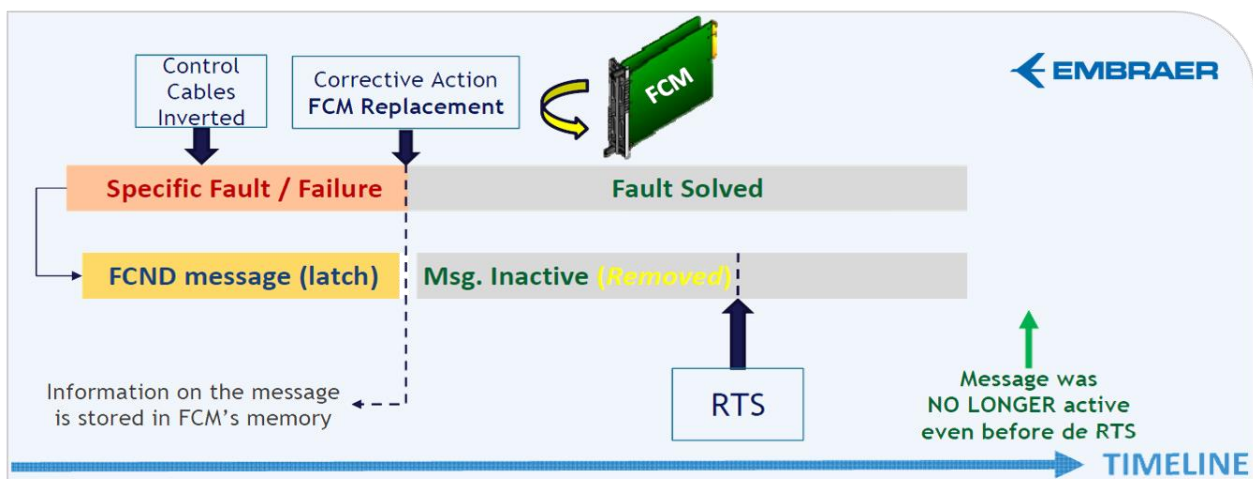 Control
Cables
Inverted
Corrective Action
FCM Replacement
FCM
EMBRAER
Specific Fault / Failure
Fault Solved
FCND message (latch)
Msg. Inactive (Removed)
Information on the message
is stored in FCM's memory
RTS
Message was
NO LONGER active
even before de RTS
TIMELINE